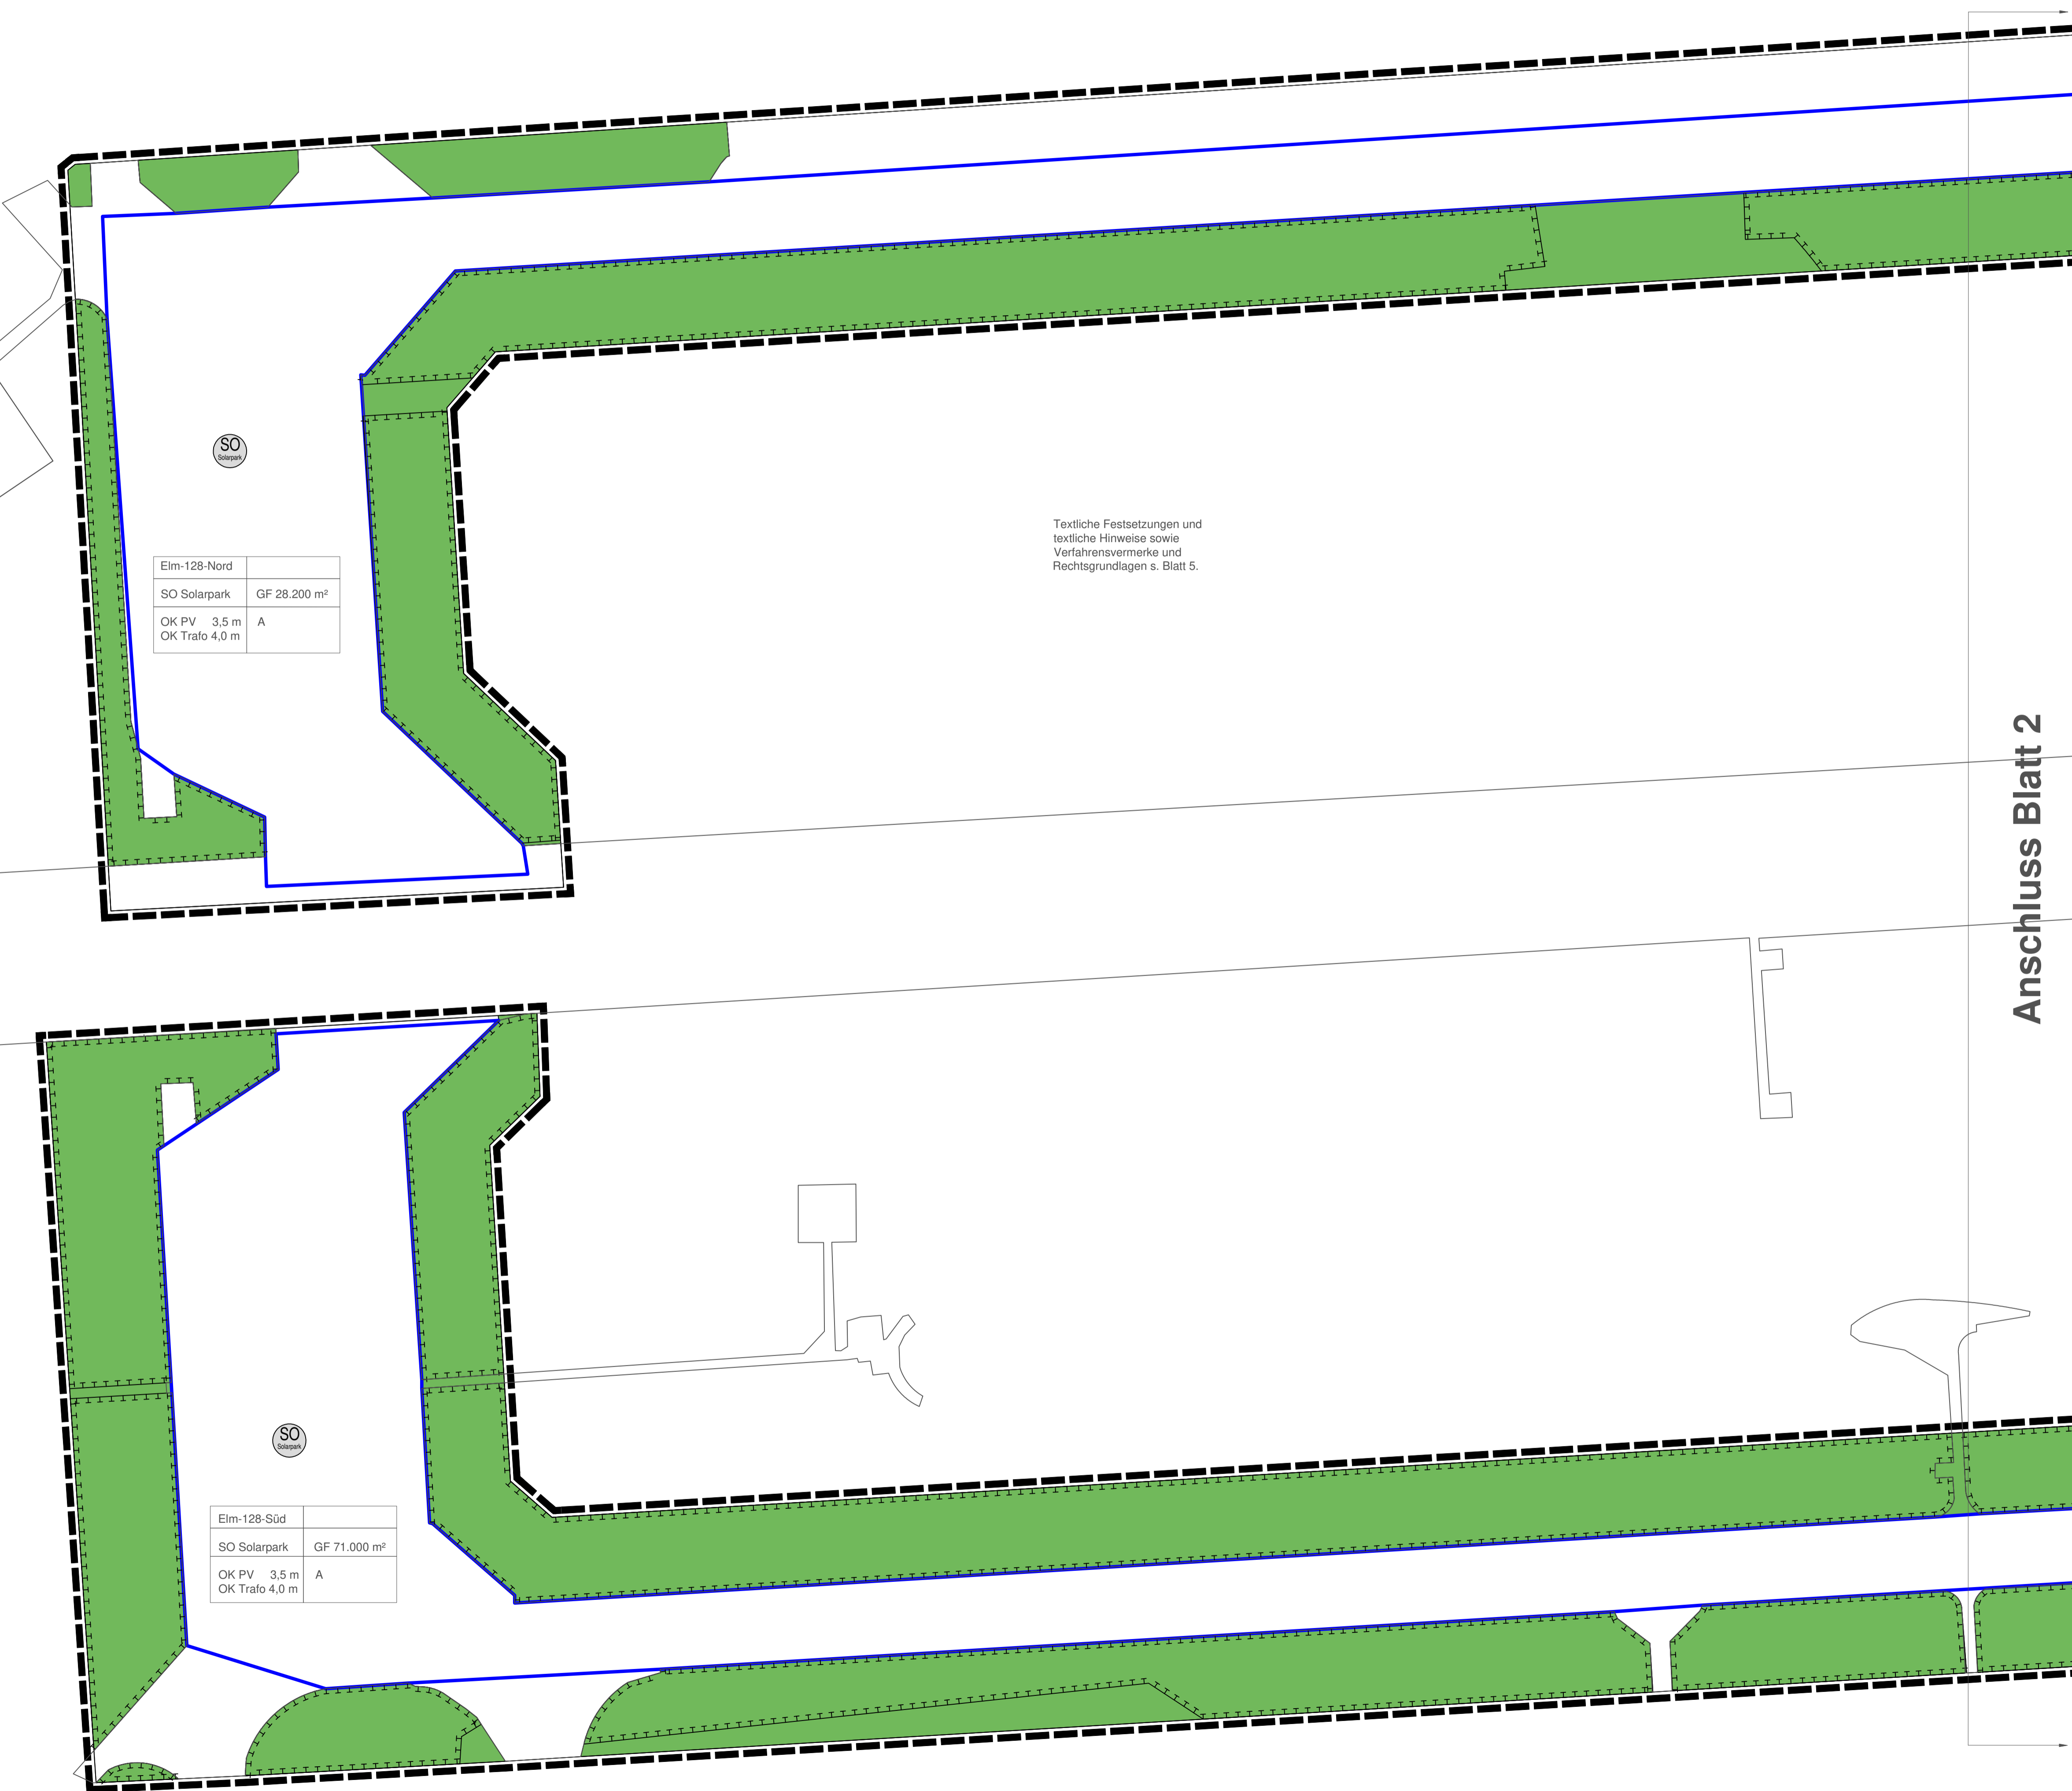 SO
Solarpark
Textliche Festsetzungen und
textliche Hinweise sowie
Verfahrensvermerke und
Rechtsgrundlagen s. Blatt 5.
Elm-128-Nord
SO Solarpark GF 28.200 m²
OK PV 3,5 m A
OK Trafo 4,0 m
Anschluss Blatt 2
SO
Solarpark
Elm-128-Süd
SO Solarpark GF 71.000 m²
OK PV 3,5 m A
OK Trafo 4,0 m